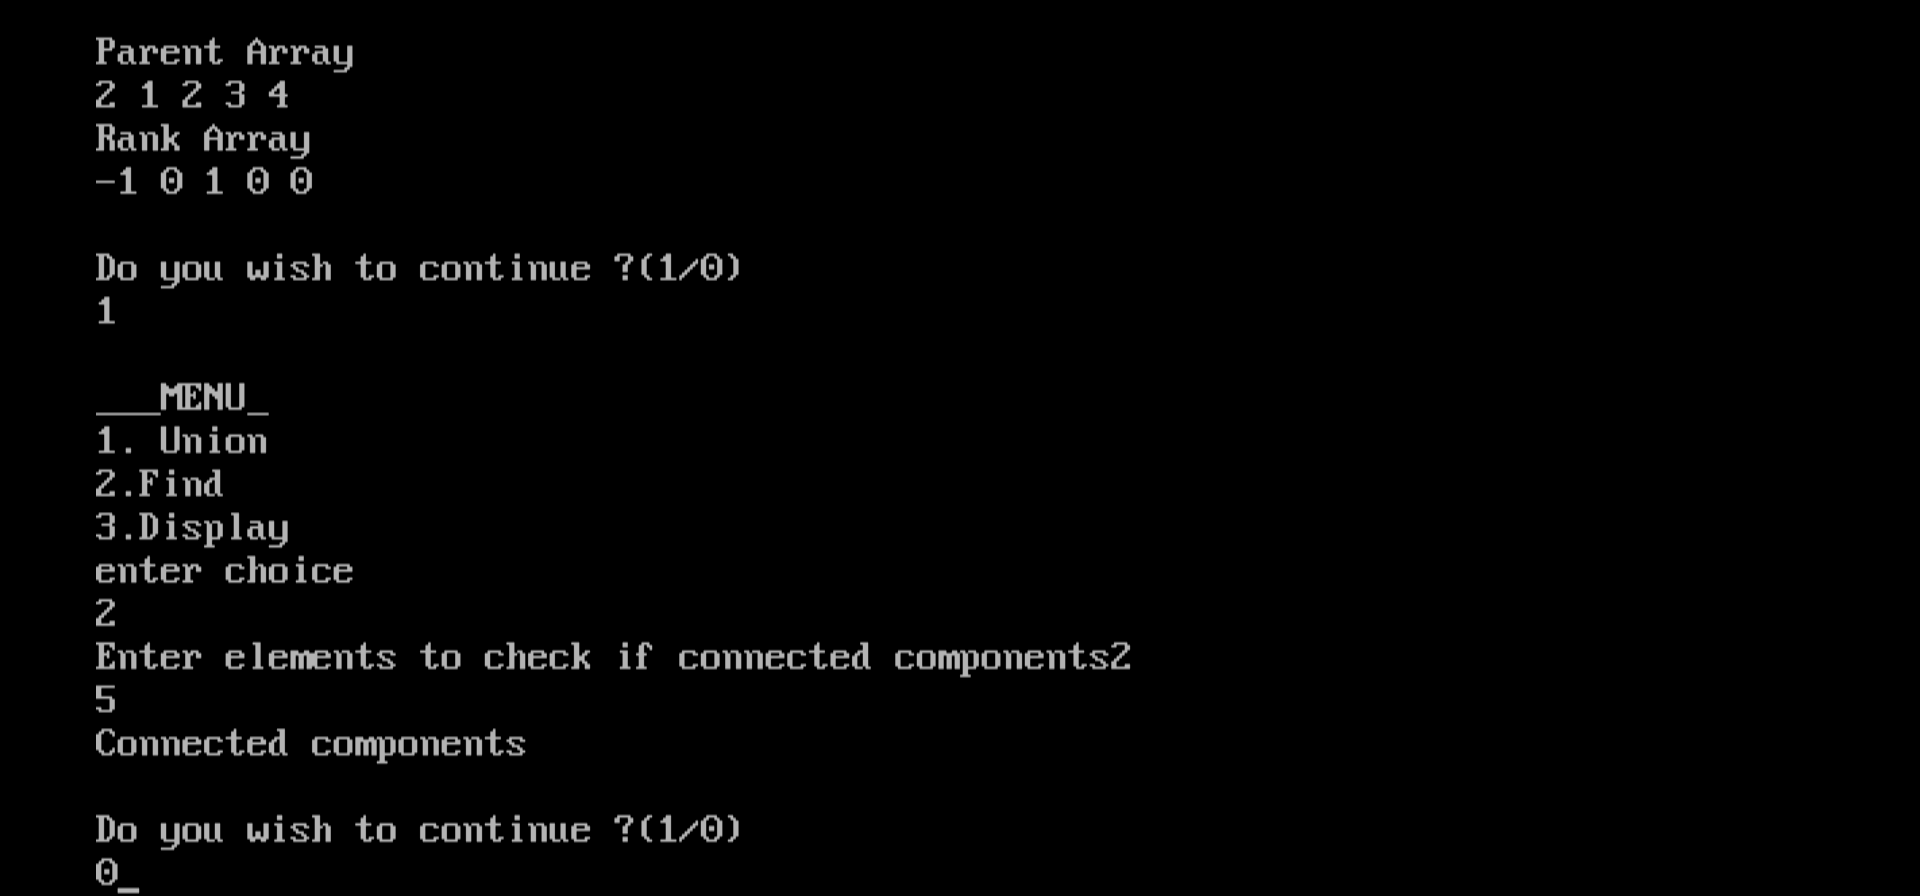 Parent Array
2 1 2 3 4
Rank Array
-1 0 1 0 0
Do you wish to continue ?(1/0)
1
___MENU_
1. Union
2.Find
3.Display
enter choice
2
Enter elements to check if connected components2
5
Connected components
Do you wish to continue ?(1/0)
0_